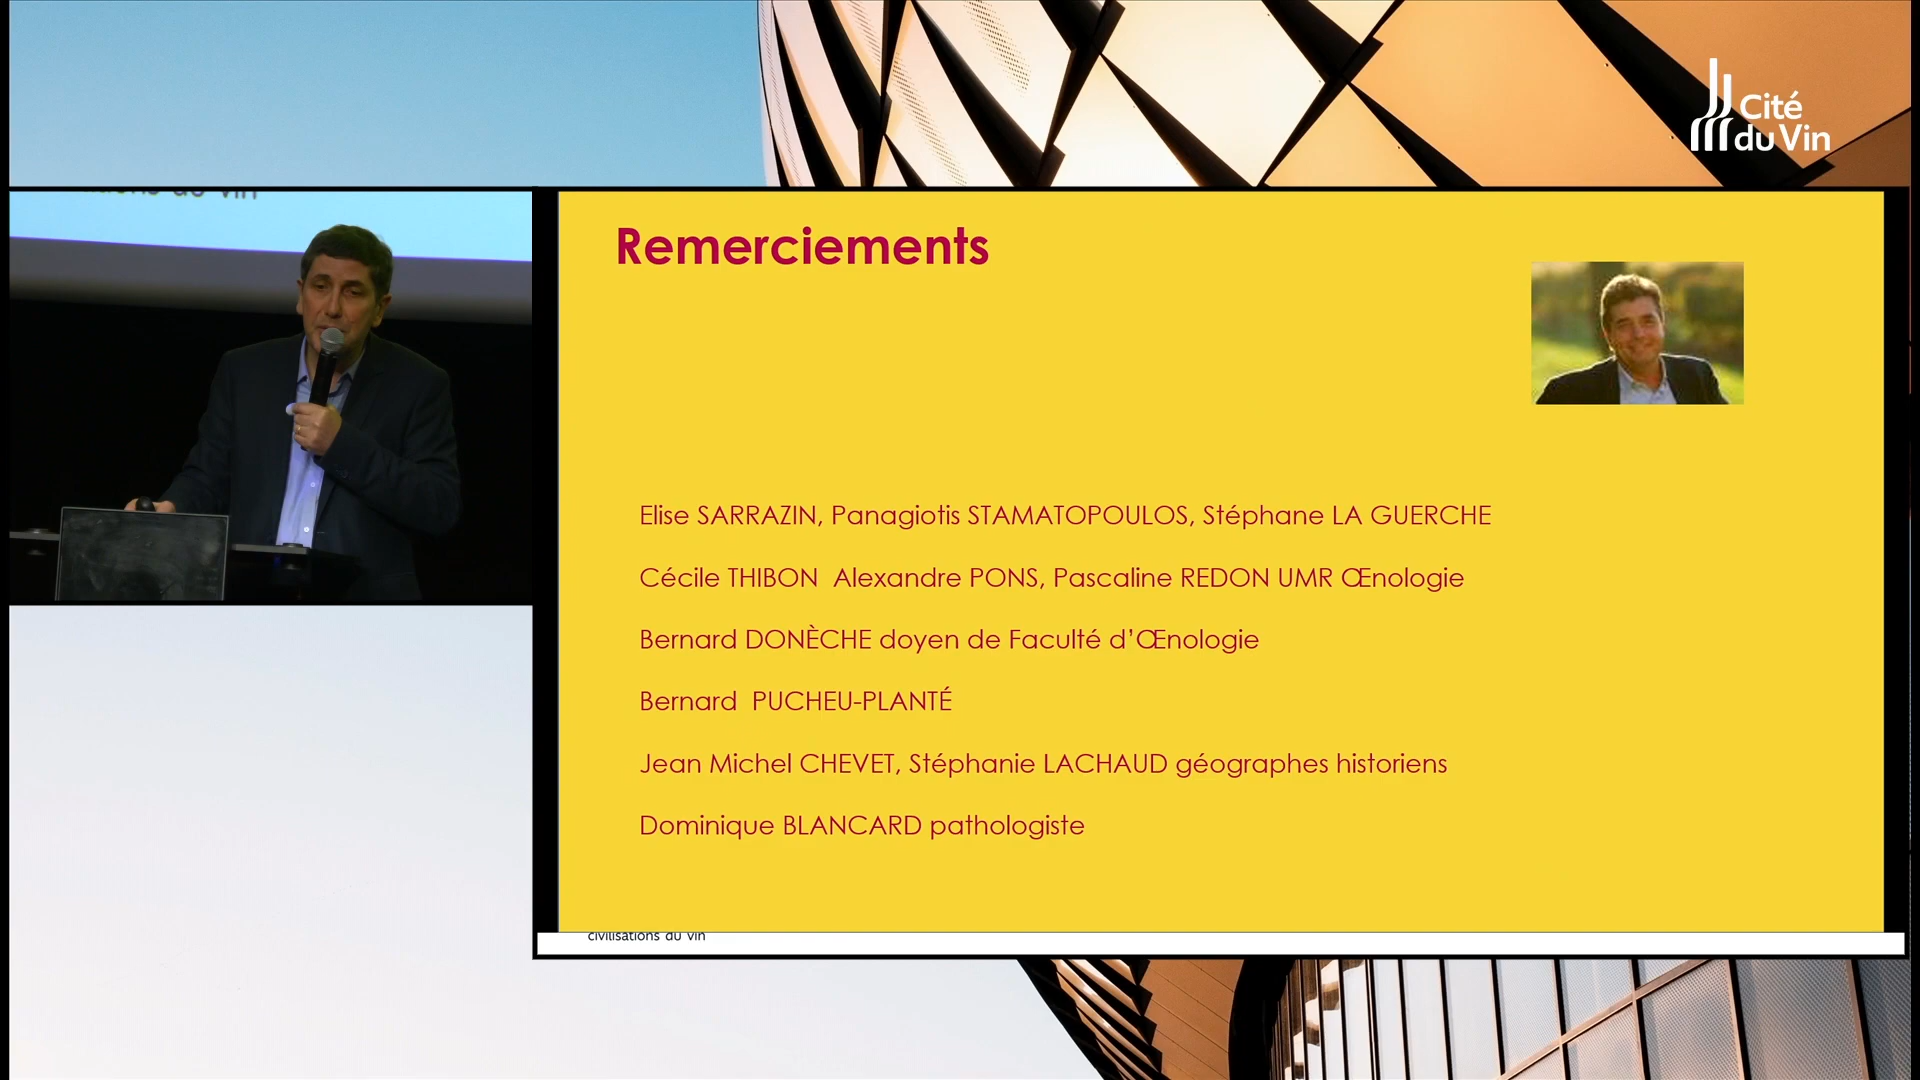 Cité
du Vin
du Vin
Remerciements
Elise SARRAZIN, Panagiotis STAMATOPOULOS, Stéphane LA GUERCHE
Cécile THIBON Alexandre PONS, Pascaline REDON UMR Œnologie
Bernard DONÈCHE doyen de Faculté d’Œnologie
Bernard PUCHEU-PLANTÉ
Jean Michel CHEVET, Stéphanie LACHAUD géographes historiens
Dominique BLANCARD pathologiste
civilisations du vin